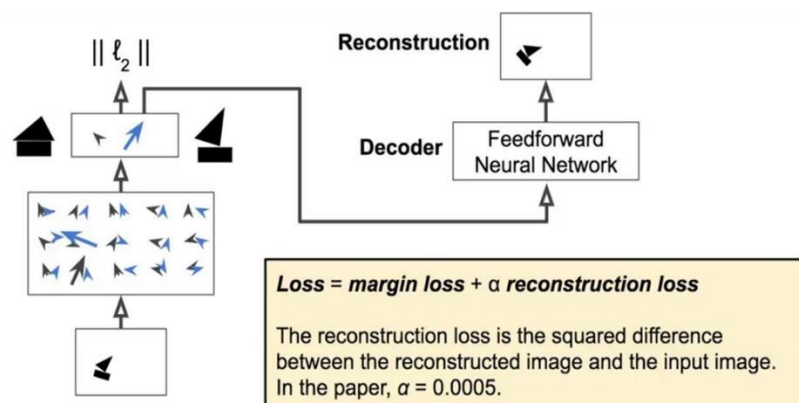 || ℓ2 ||
Reconstruction
Decoder
Feedforward
Neural Network
Loss = margin loss + α reconstruction loss
The reconstruction loss is the squared difference
between the reconstructed image and the input image.
In the paper, α = 0.0005.